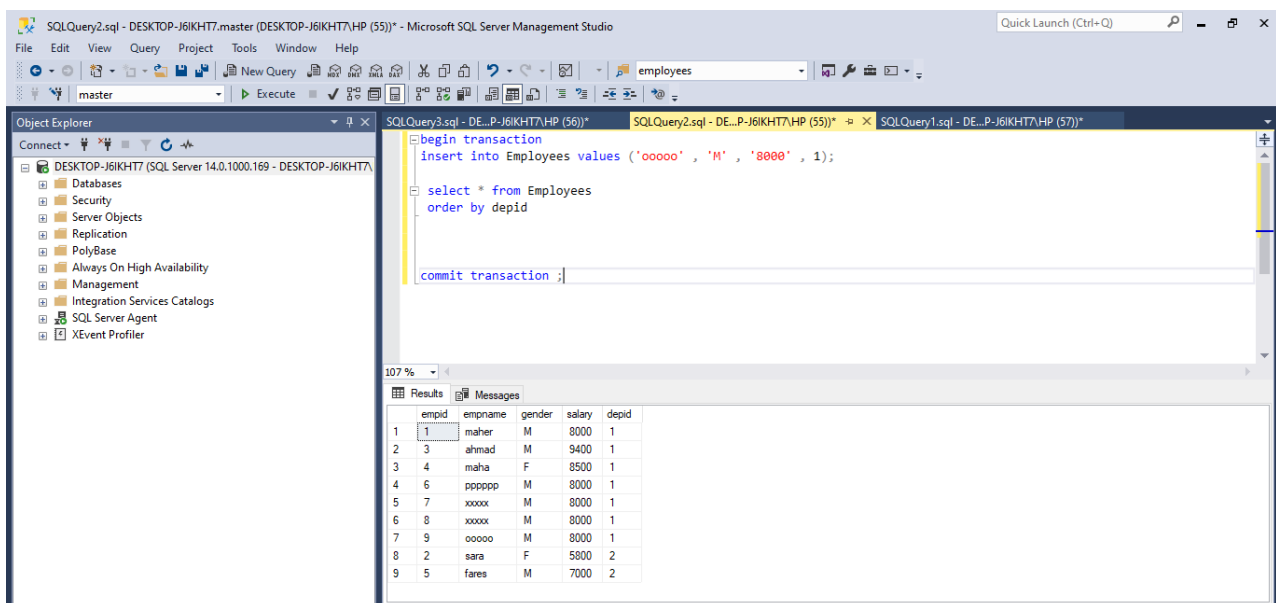 SQLQuery2.sql - DESKTOP-J6IKHT7.master (DESKTOP-J6IKHT7\HP (55))* - Microsoft SQL Server Management Studio
Quick Launch (Ctrl+Q)
File Edit View Query Project Tools Window Help
New Query MDX DMX XMLA DAX employees
master Execute
Object Explorer
Connect
DESKTOP-J6IKHT7 (SQL Server 14.0.1000.169 - DESKTOP-J6IKHT7\
Databases
Security
Server Objects
Replication
PolyBase
Always On High Availability
Management
Integration Services Catalogs
SQL Server Agent
XEvent Profiler
SQLQuery3.sql - DE...P-J6IKHT7\HP (56))* SQLQuery2.sql - DE...P-J6IKHT7\HP (55))* SQLQuery1.sql - DE...P-J6IKHT7\HP (57))*
begin transaction
insert into Employees values ('ooooo' , 'M' , '8000' , 1);
select * from Employees
order by depid
commit transaction ;
107 %
Results Messages
empid empname gender salary depid
1 1 maher M 8000 1
2 3 ahmad M 9400 1
3 4 maha F 8500 1
4 6 pppppp M 8000 1
5 7 xxxxx M 8000 1
6 8 xxxxx M 8000 1
7 9 ooooo M 8000 1
8 2 sara F 5800 2
9 5 fares M 7000 2